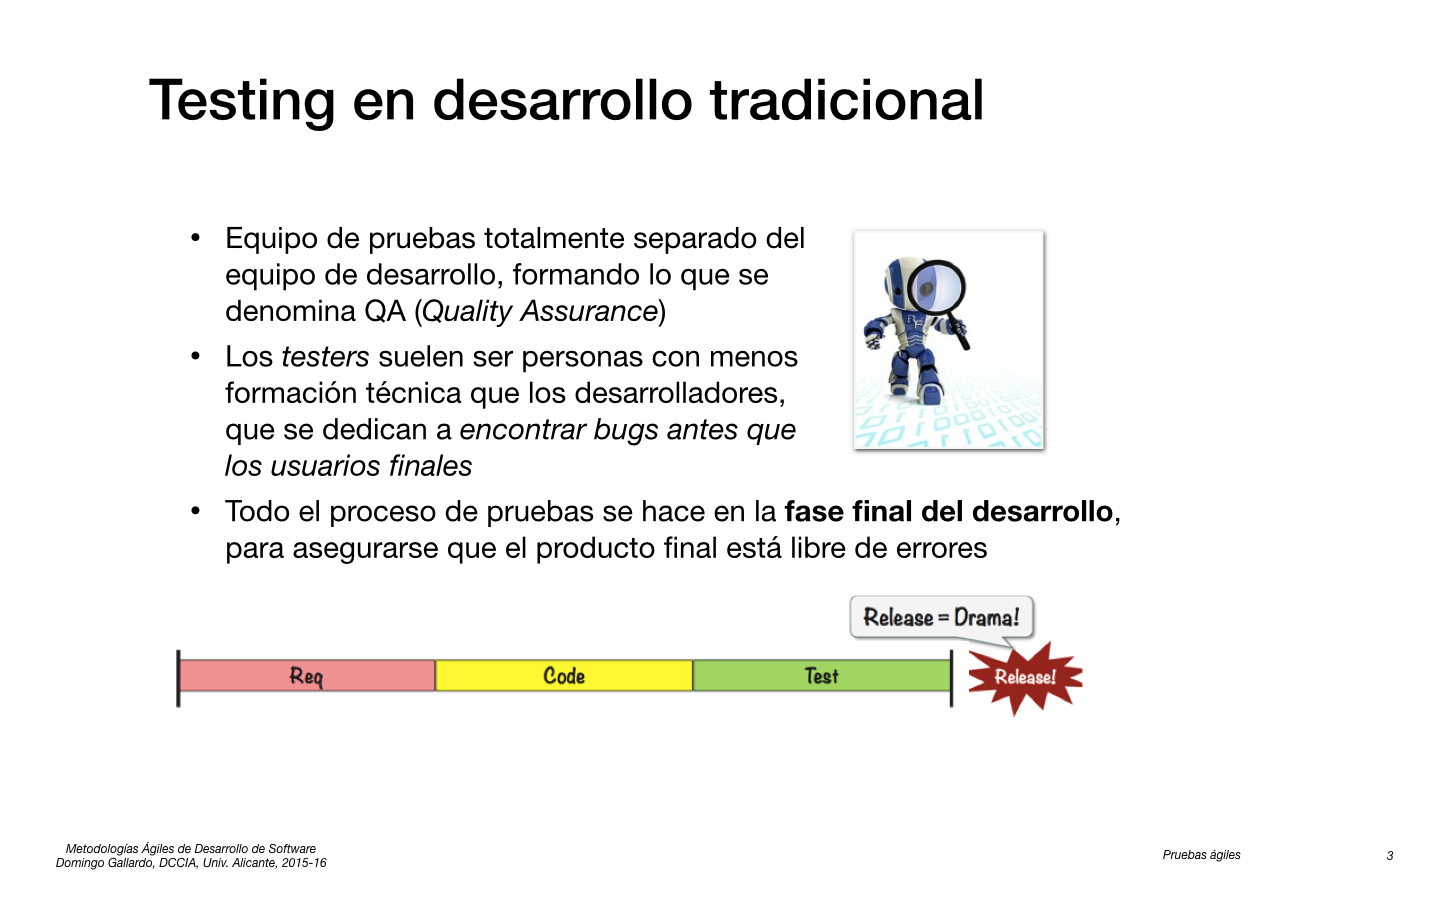 Testing en desarrollo tradicional
• Equipo de pruebas totalmente separado del
equipo de desarrollo, formando lo que se
denomina QA (Quality Assurance)
• Los testers suelen ser personas con menos
formación técnica que los desarrolladores,
que se dedican a encontrar bugs antes que
los usuarios finales
• Todo el proceso de pruebas se hace en la fase final del desarrollo,
para asegurarse que el producto final está libre de errores
Release = Drama!
Req
Code
Test
Release!
Metodologías Ágiles de Desarrollo de Software
Domingo Gallardo, DCCIA, Univ. Alicante, 2015-16
Pruebas ágiles
3